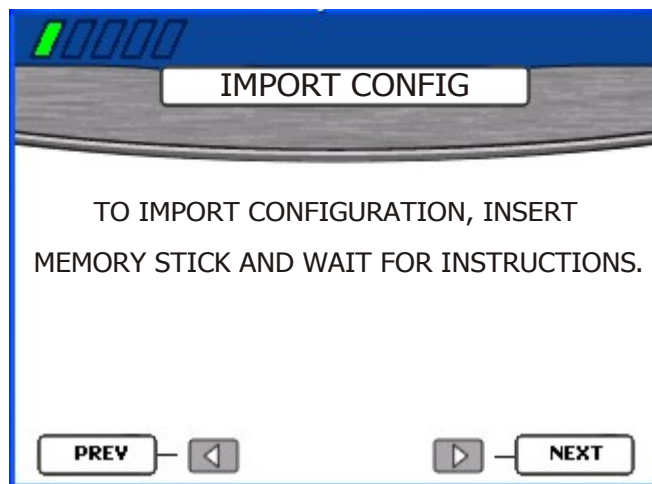 IMPORT CONFIG
TO IMPORT CONFIGURATION, INSERT
MEMORY STICK AND WAIT FOR INSTRUCTIONS.
PREV
NEXT